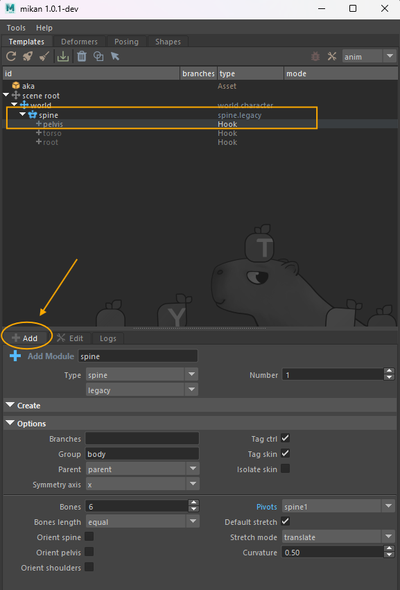 mikan 1.0.1-dev
Tools Help
Templates Deformers Posing Shapes
anim
id branches type mode
aka Asset
scene root
world world.character
spine spine.legacy
pelvis Hook
torso Hook
root Hook
T
Y
Add Edit Logs
Add Module spine
Type spine Number 1
legacy
Create
Options
Branches Tag ctrl
Group body Tag skin
Parent parent Isolate skin
Symmetry axis x
Bones 6 Pivots spine1
Bones length equal Default stretch
Orient spine Stretch mode translate
Orient pelvis Curvature 0.50
Orient shoulders